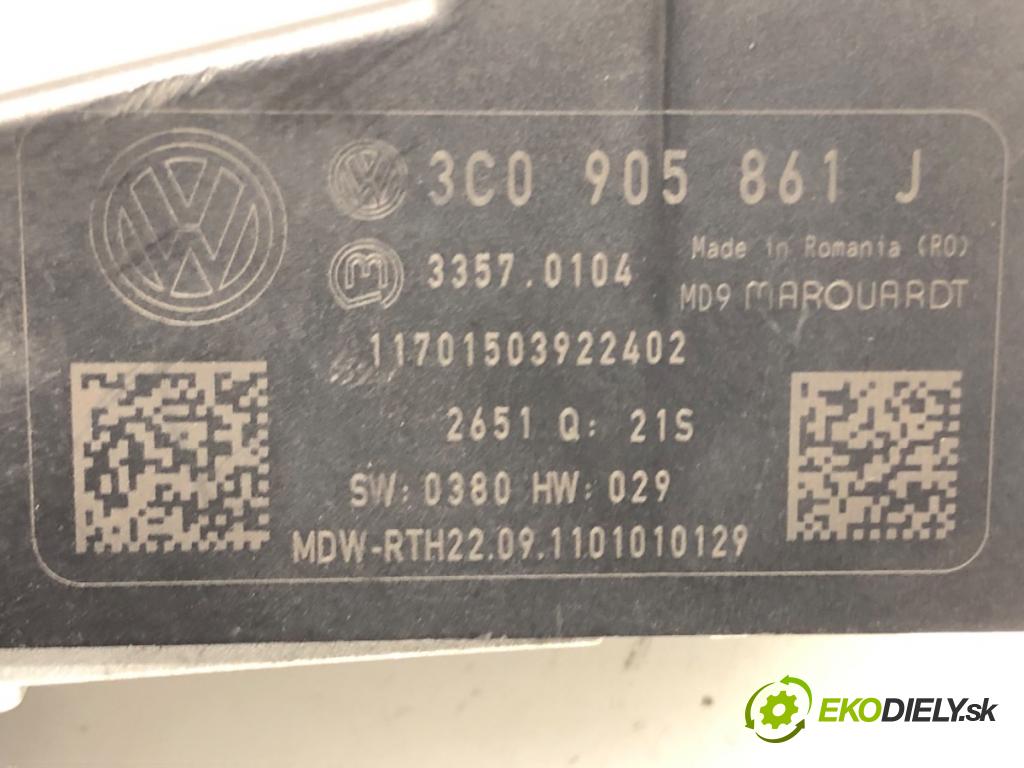 3C0 905 861 J
3357.0104
Made in Romania (RO)
MD9 MARQUARDT
11701503922402
2651 Q: 21S
SW: 0380 HW: 029
MDW-RTH22.09.1101010129
EKODIELY.sk